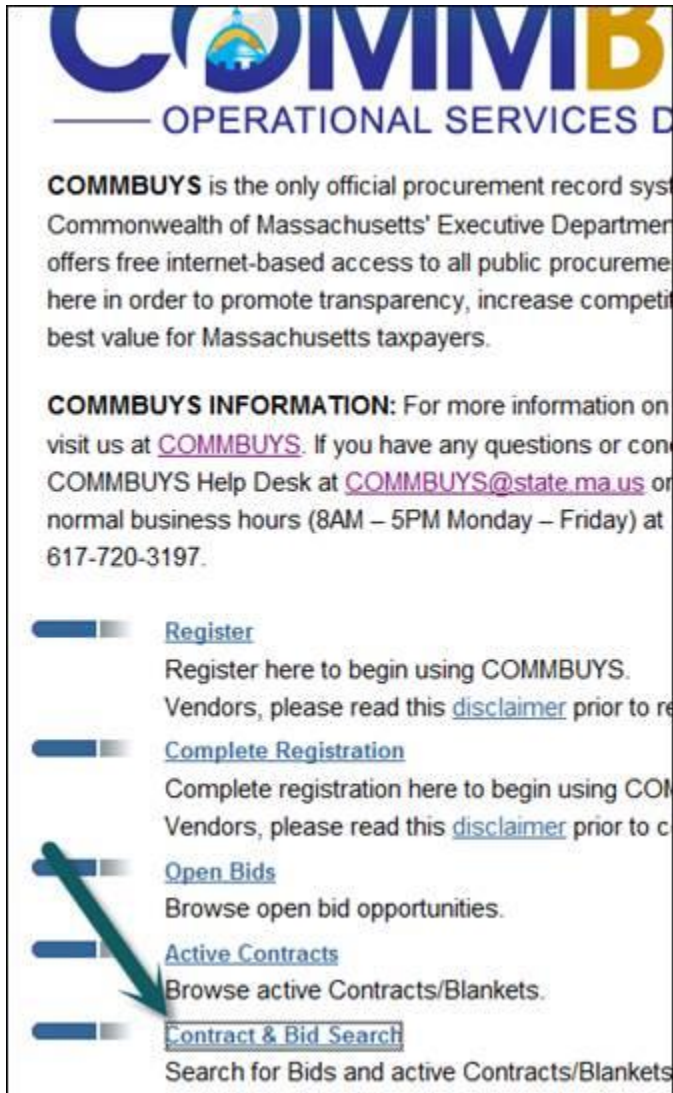 COMMB
OPERATIONAL SERVICES D
COMMBUYS is the only official procurement record syst
Commonwealth of Massachusetts' Executive Departmen
offers free internet-based access to all public procureme
here in order to promote transparency, increase competit
best value for Massachusetts taxpayers.
COMMBUYS INFORMATION: For more information on
visit us at COMMBUYS. If you have any questions or conc
COMMBUYS Help Desk at COMMBUYS@state.ma.us or
normal business hours (8AM – 5PM Monday – Friday) at
617-720-3197.
Register
Register here to begin using COMMBUYS.
Vendors, please read this disclaimer prior to re
Complete Registration
Complete registration here to begin using COM
Vendors, please read this disclaimer prior to c
Open Bids
Browse open bid opportunities.
Active Contracts
Browse active Contracts/Blankets.
Contract & Bid Search
Search for Bids and active Contracts/Blankets